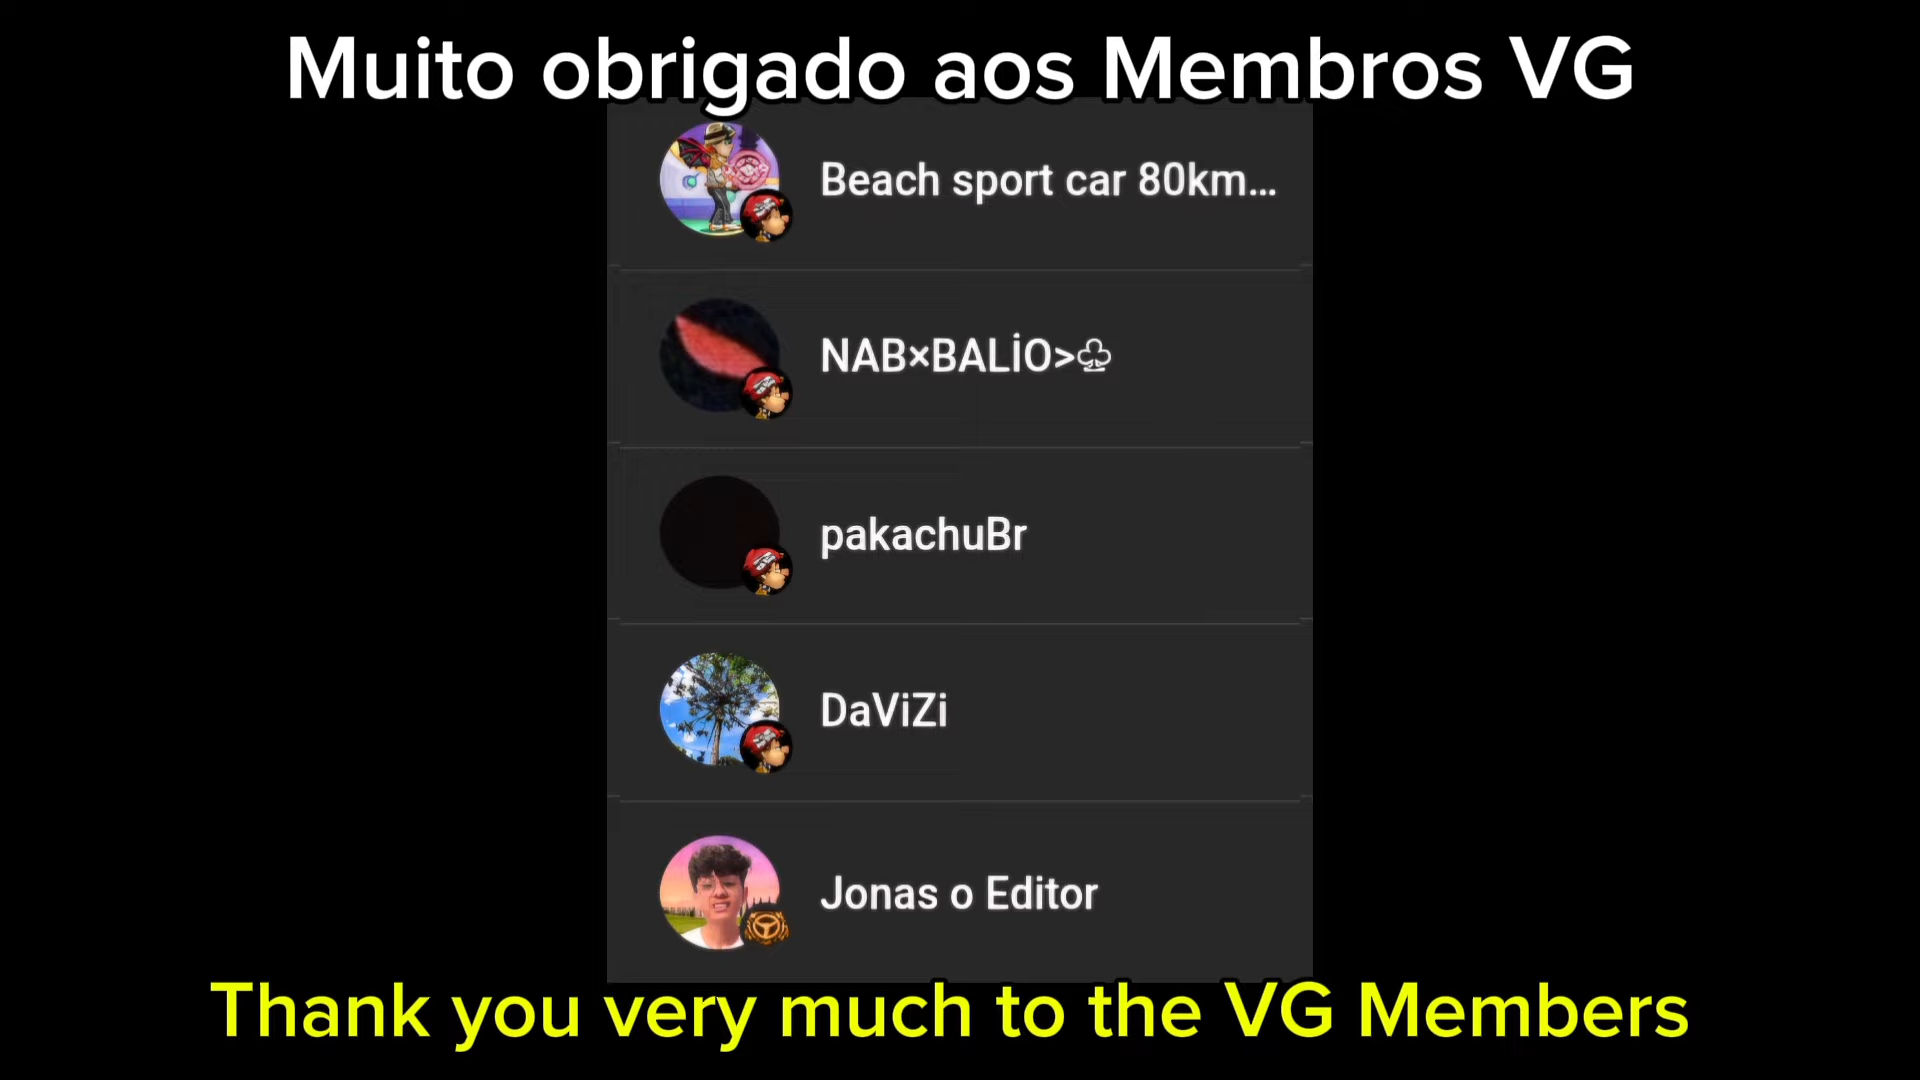 Muito obrigado aos Membros VG
Beach sport car 80km...
NAB×BALİO>♧
pakachuBr
DaViZi
Jonas o Editor
Thank you very much to the VG Members